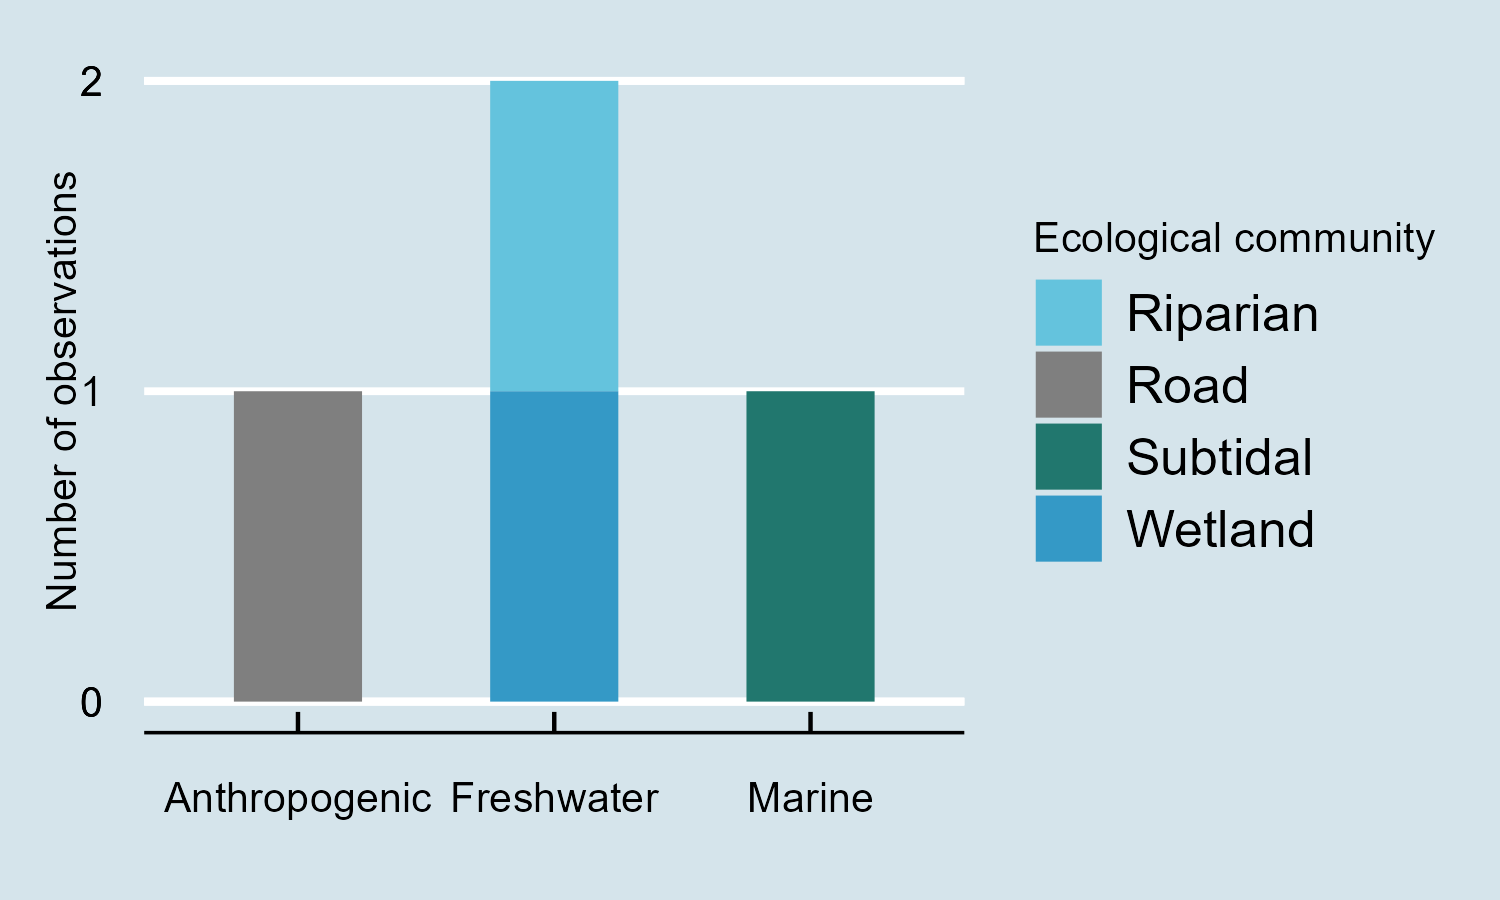 Number of observations
2
1
0
Anthropogenic Freshwater Marine
Ecological community
Riparian
Road
Subtidal
Wetland